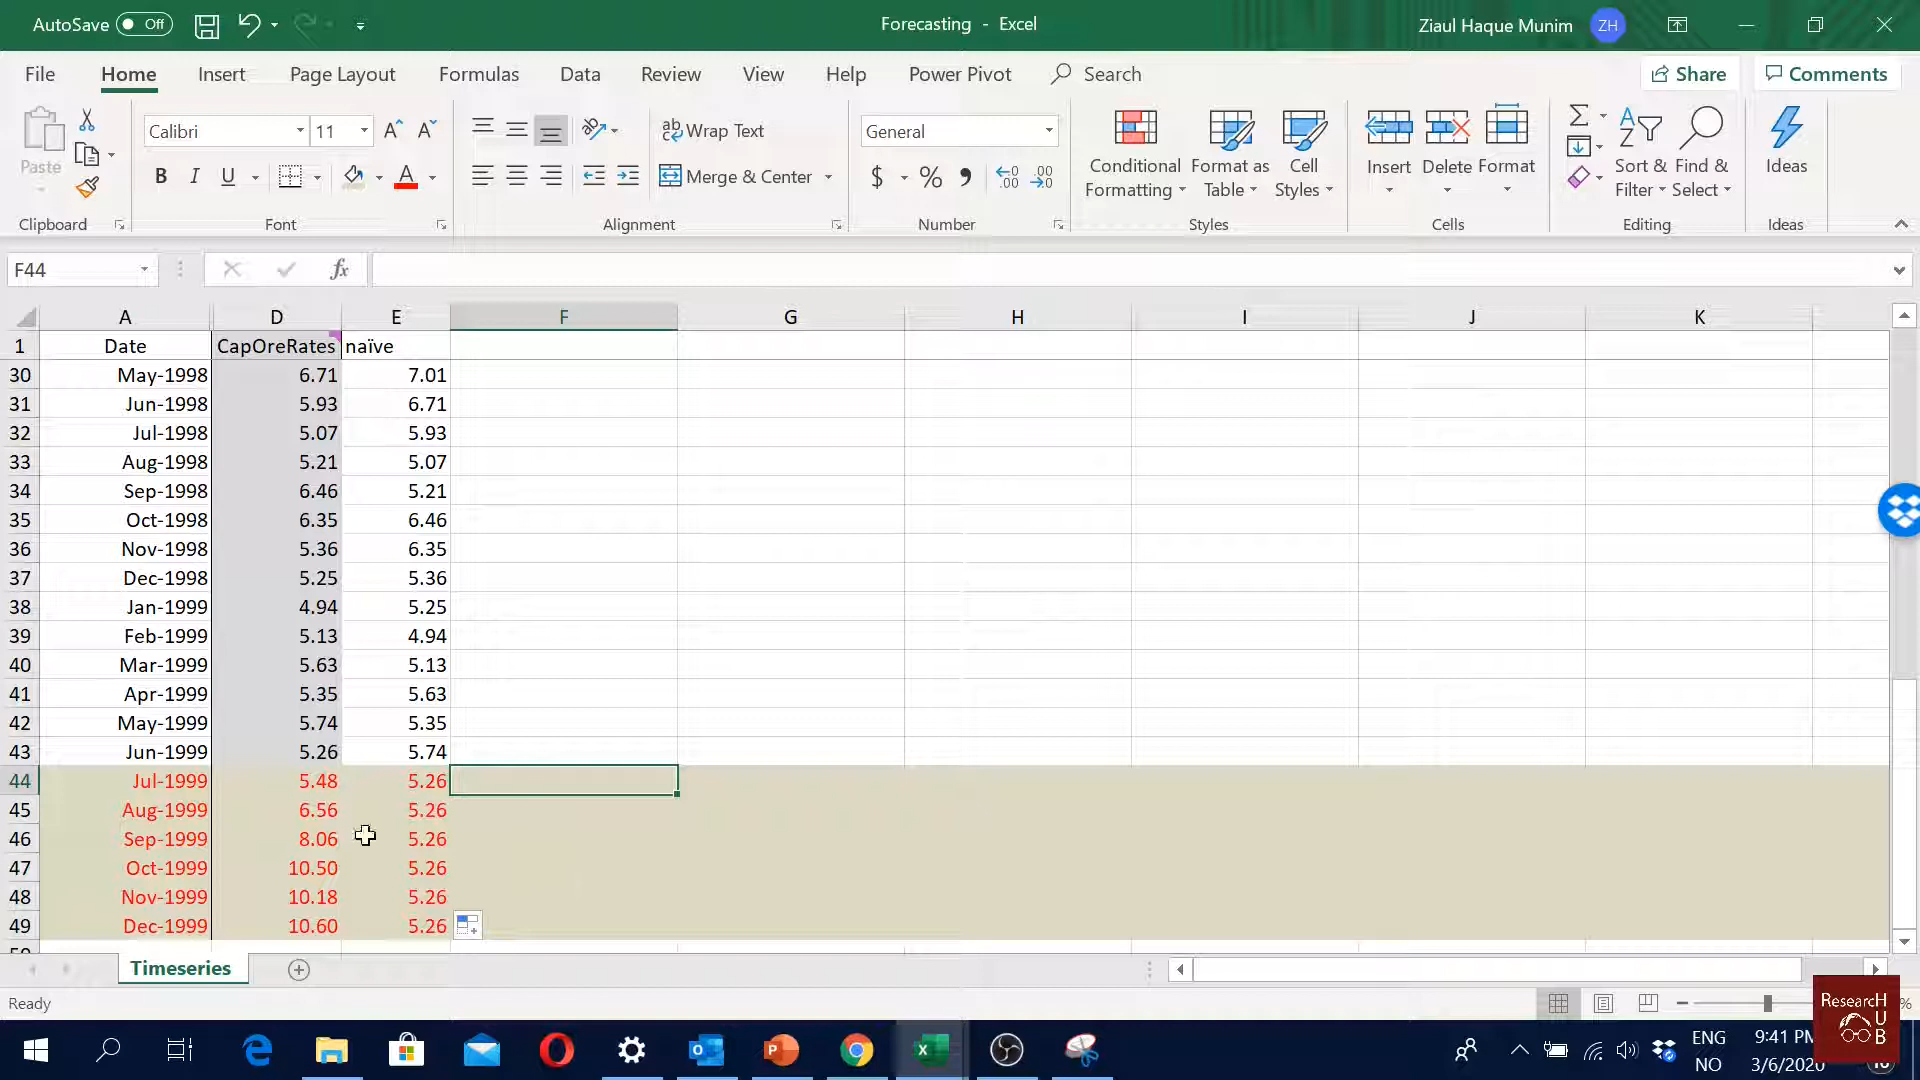 AutoSave Off
Forecasting - Excel
Ziaul Haque Munim ZH
File Home Insert Page Layout Formulas Data Review View Help Power Pivot Search Share Comments
Paste
Calibri 11
B I U
ab Wrap Text
Merge & Center
General
$ % 9
Conditional Formatting
Format as Table
Cell Styles
Insert Delete Format
Sort & Filter
Find & Select
Ideas
Clipboard Font Alignment Number Styles Cells Editing Ideas
F44 fx
A D E F G H I J K
1 Date CapOreRates naïve
30 May-1998 6.71 7.01
31 Jun-1998 5.93 6.71
32 Jul-1998 5.07 5.93
33 Aug-1998 5.21 5.07
34 Sep-1998 6.46 5.21
35 Oct-1998 6.35 6.46
36 Nov-1998 5.36 6.35
37 Dec-1998 5.25 5.36
38 Jan-1999 4.94 5.25
39 Feb-1999 5.13 4.94
40 Mar-1999 5.63 5.13
41 Apr-1999 5.35 5.63
42 May-1999 5.74 5.35
43 Jun-1999 5.26 5.74
44 Jul-1999 5.48 5.26
45 Aug-1999 6.56 5.26
46 Sep-1999 8.06 5.26
47 Oct-1999 10.50 5.26
48 Nov-1999 10.18 5.26
49 Dec-1999 10.60 5.26
Timeseries
Ready
%
ResearcH
U
B
ENG
NO
9:41 PM
3/6/2020